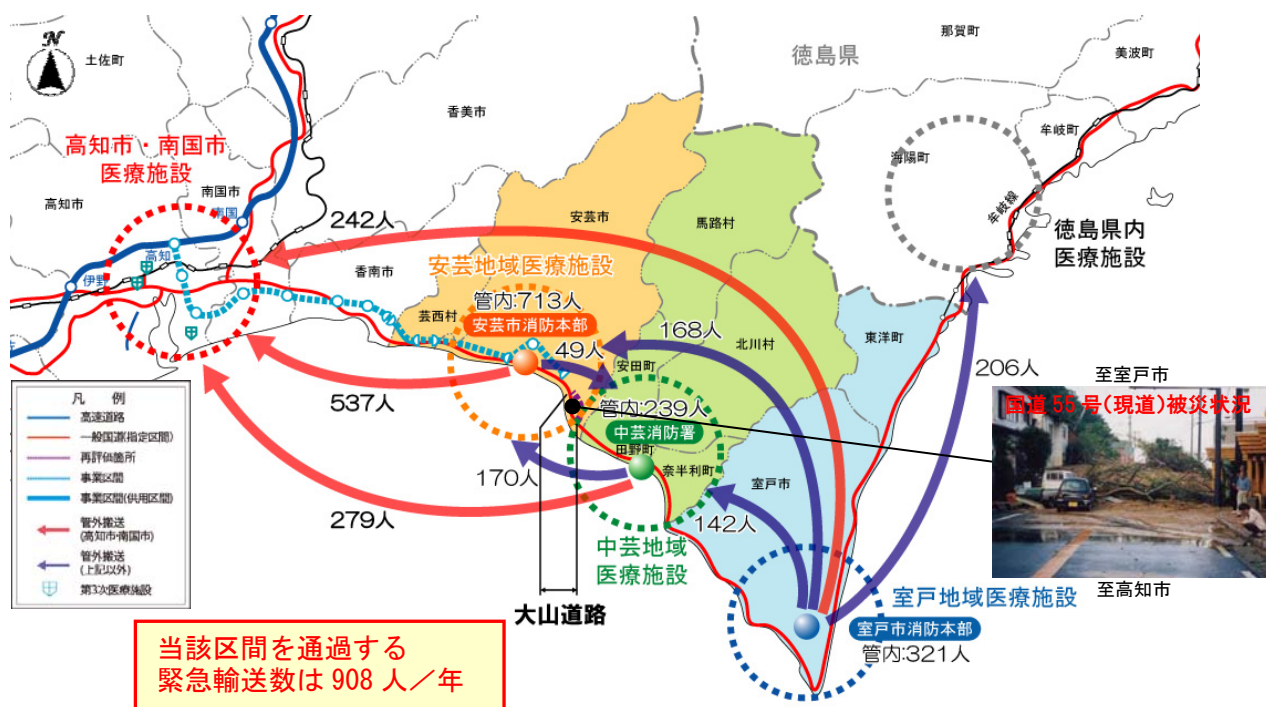 N
土佐町
那賀町
徳島県
美波町
香美市
牟岐町
高知市・南国市
医療施設
海陽町
南国市
高知市
南国
安芸市
馬路村
牟岐線
242人
徳島県内
医療施設
高知
伊野
香南市
安芸地域医療施設
管内:713人
芸西村
安芸市消防本部
168人
北川村
東洋町
49人
安田町
206人
至室戸市
537人
管内:239人
中芸消防署
国道55号(現道)被災状況
凡 例
高速道路
一般国道(指定区間)
再評価箇所
事業区間
事業区間(供用区間)
管外搬送
(高知市・南国市)
管外搬送
(上記以外)
第3次医療施設
田野町
奈半利町
170人
室戸市
279人
142人
中芸地域
医療施設
至高知市
大山道路
室戸地域医療施設
室戸市消防本部
管内:321人
当該区間を通過する
緊急輸送数は908人／年